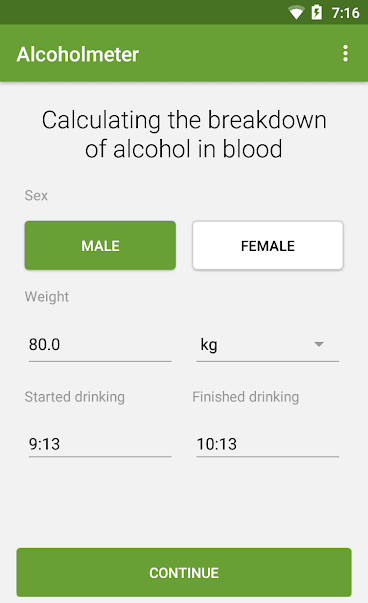 7:16
Alcoholmeter
Calculating the breakdown
of alcohol in blood
Sex
MALE FEMALE
Weight
80.0 kg
Started drinking Finished drinking
9:13 10:13
CONTINUE